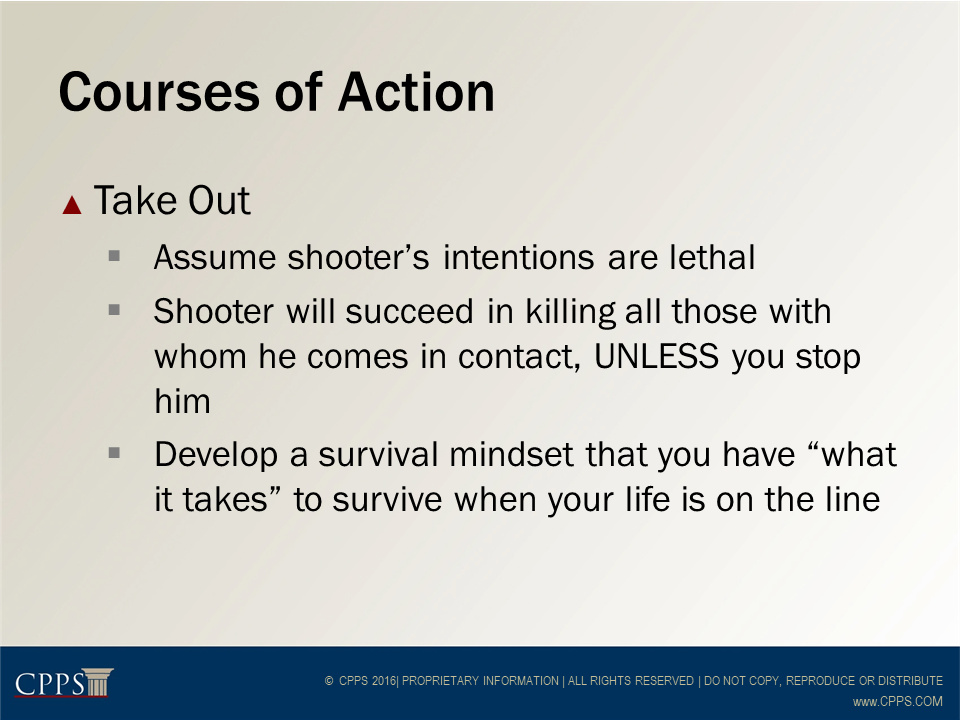 Courses of Action
▲ Take Out
▪ Assume shooter’s intentions are lethal
▪ Shooter will succeed in killing all those with
whom he comes in contact, UNLESS you stop
him
▪ Develop a survival mindset that you have “what
it takes” to survive when your life is on the line
CPPS
© CPPS 2016| PROPRIETARY INFORMATION | ALL RIGHTS RESERVED | DO NOT COPY, REPRODUCE OR DISTRIBUTE
www.CPPS.COM